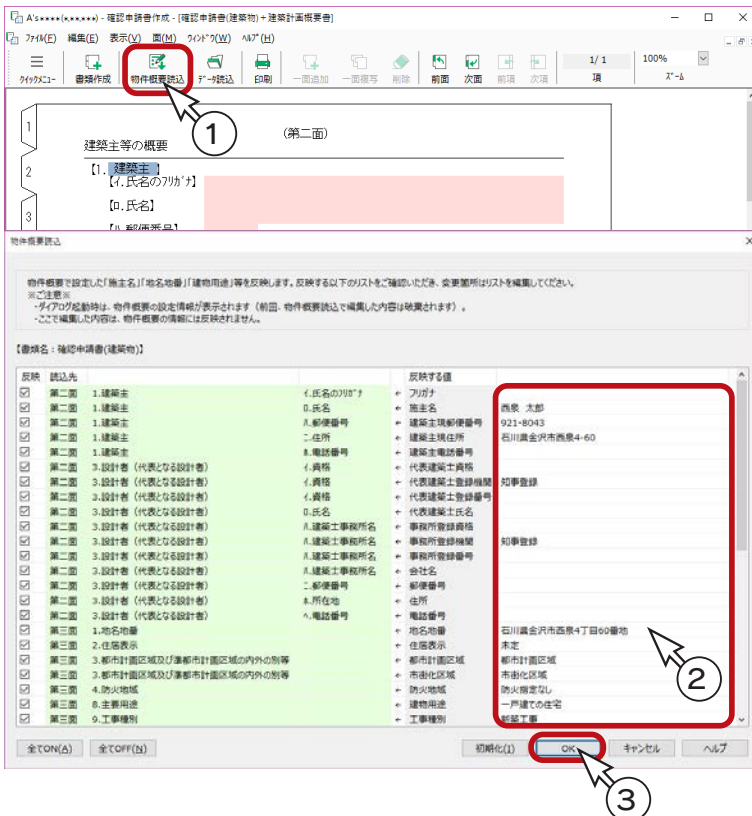 A's****(*,**,***) - 確認申請書作成 - [確認申請書(建築物)+建築計画概要書]
ファイル(F) 編集(E) 表示(V) 面(M) ウィンドウ(W) ヘルプ(H)
クイックメニュー 書類作成 物件概要読込 データ読込 印刷 一面追加 一面複写 削除 前面 次面 前項 次項 1/ 1 項 100% ズーム
1
(第二面)
1
建築主等の概要
2
【1. 建築主 】
【イ.氏名のフリガナ】
【ロ.氏名】
3
【ハ.郵便番号】
物件概要読込
物件概要で設定した「施主名」「地名地番」「建物用途」等を反映します。反映する以下のリストをご確認いただき、変更箇所はリストを編集してください。
※ご注意※
・ダイアログ起動時は、物件概要の設定情報が表示されます(前回、物件概要読込で編集した内容は破棄されます)。
・ここで編集した内容は、物件概要の情報には反映されません。
【書類名:確認申請書(建築物)】
反映 読込先 反映する値
第二面 1.建築主 イ.氏名のフリガナ ← フリガナ
第二面 1.建築主 ロ.氏名 ← 施主名 西泉 太郎
第二面 1.建築主 ハ.郵便番号 ← 建築主現郵便番号 921-8043
第二面 1.建築主 ニ.住所 ← 建築主現住所 石川県金沢市西泉4-60
第二面 1.建築主 ホ.電話番号 ← 建築主電話番号
第二面 3.設計者(代表となる設計者) イ.資格 ← 代表建築士資格
第二面 3.設計者(代表となる設計者) イ.資格 ← 代表建築士登録機関 知事登録
第二面 3.設計者(代表となる設計者) イ.資格 ← 代表建築士登録番号
第二面 3.設計者(代表となる設計者) ロ.氏名 ← 代表建築士氏名
第二面 3.設計者(代表となる設計者) ハ.建築士事務所名 ← 事務所登録資格
第二面 3.設計者(代表となる設計者) ハ.建築士事務所名 ← 事務所登録機関 知事登録
第二面 3.設計者(代表となる設計者) ハ.建築士事務所名 ← 事務所登録番号
第二面 3.設計者(代表となる設計者) ハ.建築士事務所名 ← 会社名
第二面 3.設計者(代表となる設計者) ニ.郵便番号 ← 郵便番号
第二面 3.設計者(代表となる設計者) ホ.所在地 ← 住所
第二面 3.設計者(代表となる設計者) ヘ.電話番号 ← 電話番号
第三面 1.地名地番 ← 地名地番 石川県金沢市西泉4丁目60番地
第三面 2.住居表示 ← 住居表示 未定
第三面 3.都市計画区域及び準都市計画区域の内外の別等 ← 都市計画区域 都市計画区域
第三面 3.都市計画区域及び準都市計画区域の内外の別等 ← 市街化区域 市街化区域
第三面 4.防火地域 ← 防火地域 防火指定なし
第三面 8.主要用途 ← 建物用途 一戸建ての住宅
第三面 9.工事種別 ← 工事種別 新築工事
2
全てON(A) 全てOFF(N) 初期化(I) OK キャンセル ヘルプ
3